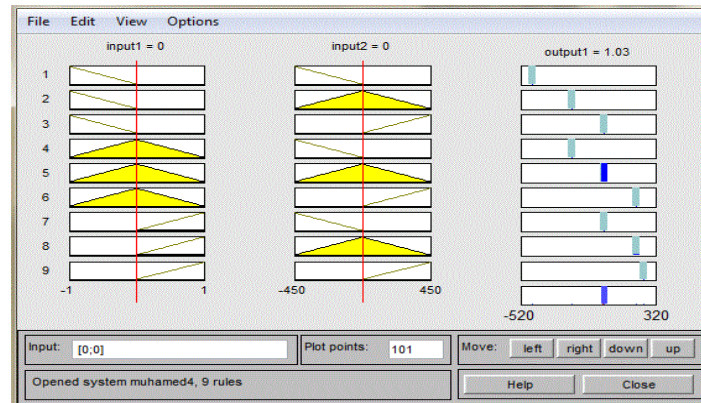 File Edit View Options
input1 = 0 input2 = 0 output1 = 1.03
1
2
3
4
5
6
7
8
9
-1 1 -450 450
-520 320
Input: [0;0] Plot points: 101 Move: left right down up
Opened system muhamed4, 9 rules Help Close